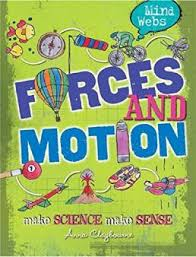 Mind
Webs
FORCES
AND
MOTION
make SCIENCE make SENSE
Anna Claybourne